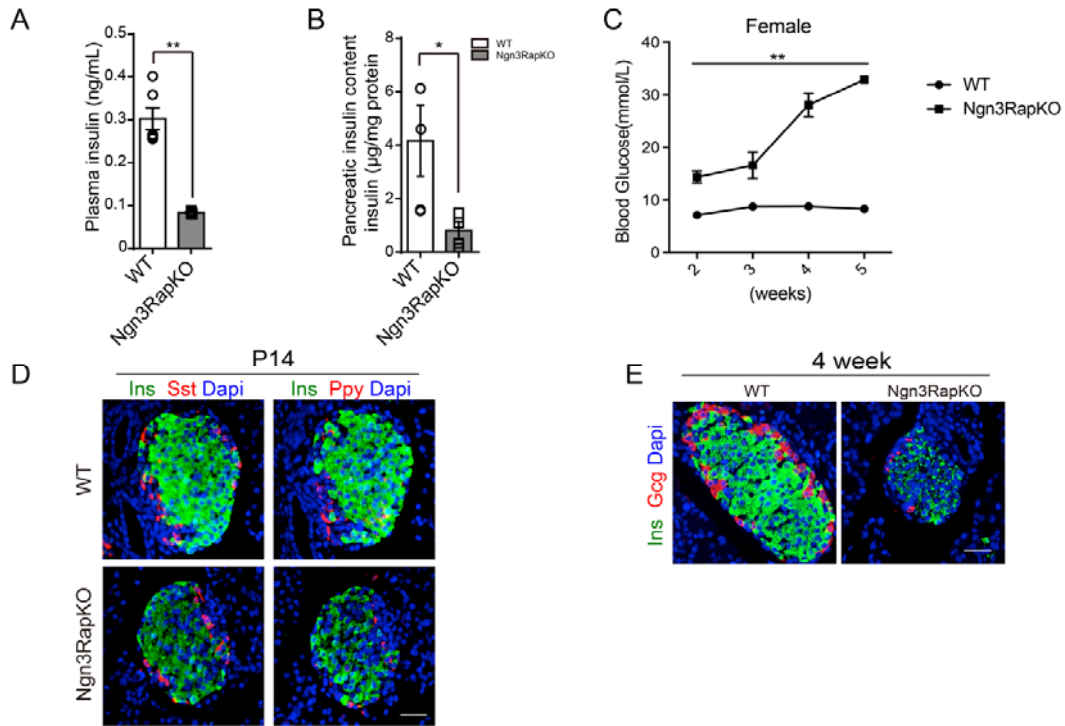 A
Plasma insulin (ng/mL)
0.5
0.4
0.3
0.2
0.1
0
**
WT
Ngn3RapKO
B
Pancreatic insulin content
insulin (μg/mg protein)
8
6
4
2
0
*
WT
Ngn3RapKO
WT
Ngn3RapKO
C
Female
Blood Glucose(mmol/L)
40
30
20
10
0
**
2
3
4
5
(weeks)
WT
Ngn3RapKO
D
P14
Ins Sst Dapi
Ins Ppy Dapi
WT
Ngn3RapKO
E
4 week
WT
Ngn3RapKO
Ins Gcg Dapi